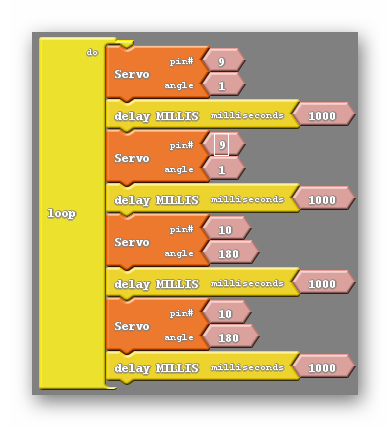 do
pin# 9
Servo
angle 1
delay MILLIS milliseconds 1000
pin# 9
Servo
angle 1
delay MILLIS milliseconds 1000
loop
pin# 10
Servo
angle 180
delay MILLIS milliseconds 1000
pin# 10
Servo
angle 180
delay MILLIS milliseconds 1000